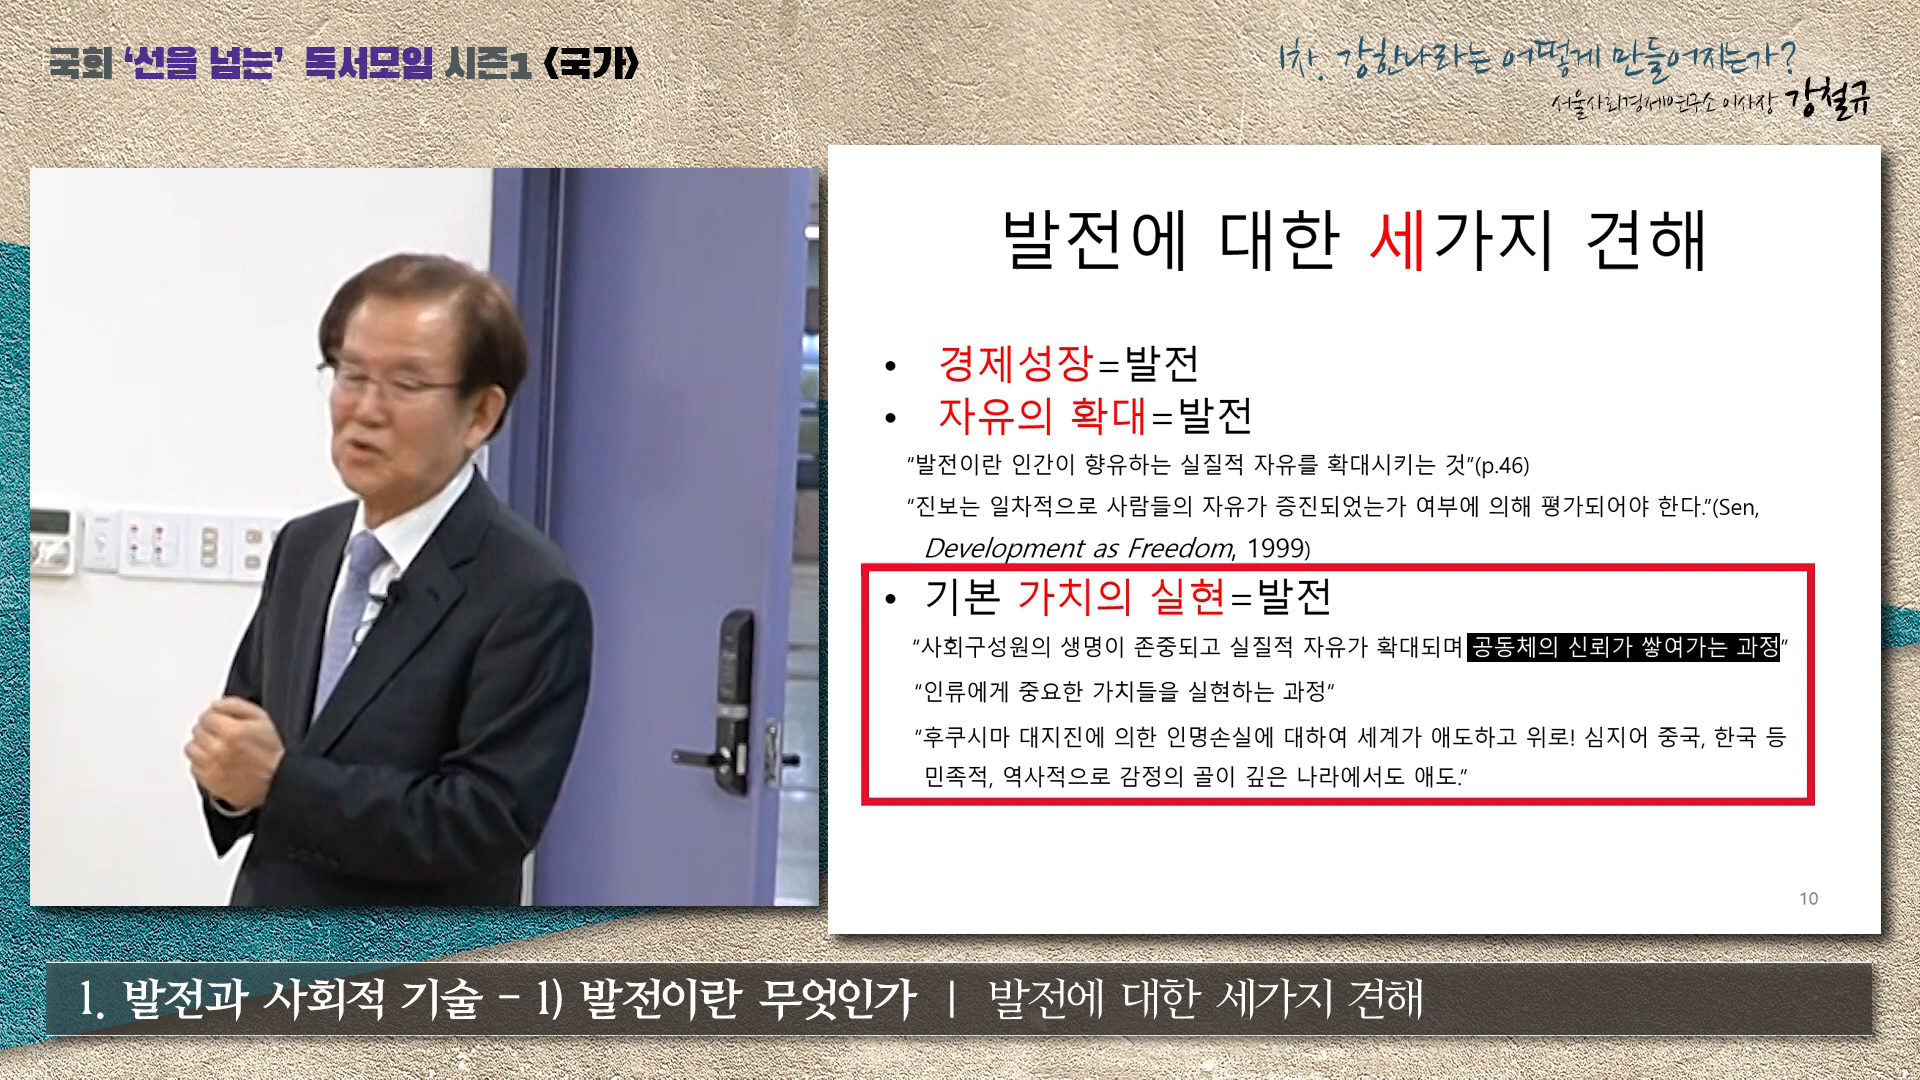 국회 ‘선을 넘는’ 독서모임 시즌1 〈국가〉
1차. 강한나라는 어떻게 만들어지는가?
서울사회경제연구소 이사장 강철규
발전에 대한 세가지 견해
• 경제성장=발전
• 자유의 확대=발전
“발전이란 인간이 향유하는 실질적 자유를 확대시키는 것”(p.46)
“진보는 일차적으로 사람들의 자유가 증진되었는가 여부에 의해 평가되어야 한다.”(Sen,
Development as Freedom, 1999)
• 기본 가치의 실현=발전
“사회구성원의 생명이 존중되고 실질적 자유가 확대되며 공동체의 신뢰가 쌓여가는 과정”
“인류에게 중요한 가치들을 실현하는 과정”
“후쿠시마 대지진에 의한 인명손실에 대하여 세계가 애도하고 위로! 심지어 중국, 한국 등
민족적, 역사적으로 감정의 골이 깊은 나라에서도 애도.”
10
1. 발전과 사회적 기술 - 1) 발전이란 무엇인가 | 발전에 대한 세가지 견해